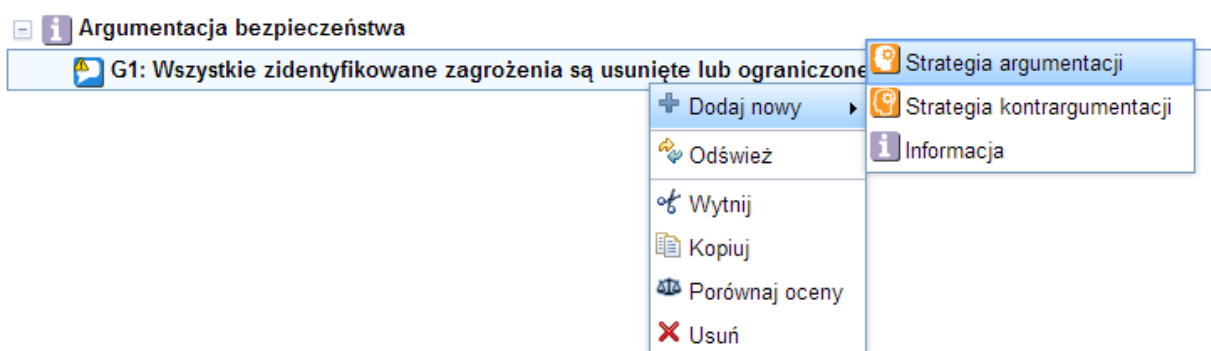 Argumentacja bezpieczeństwa
G1: Wszystkie zidentyfikowane zagrożenia są usunięte lub ograniczone
Strategia argumentacji
Dodaj nowy
Strategia kontrargumentacji
Informacja
Odśwież
Wytnij
Kopiuj
Porównaj oceny
Usuń